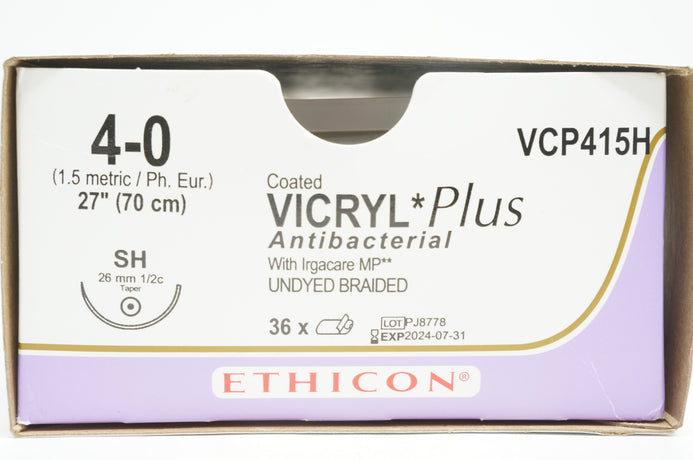 4-0
(1.5 metric / Ph. Eur.)
27" (70 cm)
SH
26 mm 1/2c
Taper
VCP415H
Coated
VICRYL* Plus
Antibacterial
With Irgacare MP**
UNDYED BRAIDED
36 x
LOT PJ8778
EXP 2024-07-31
ETHICON®